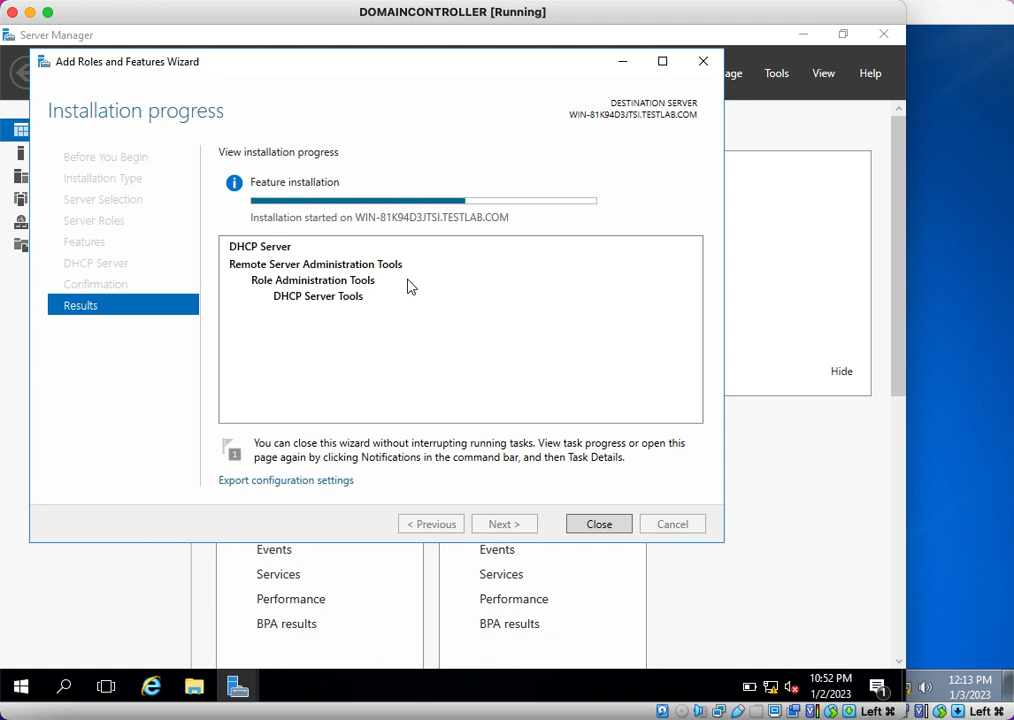 DOMAINCONTROLLER [Running]
Server Manager
Add Roles and Features Wizard
age Tools View Help
Installation progress
DESTINATION SERVER
WIN-81K94D3JTSI.TESTLAB.COM
Before You Begin
Installation Type
Server Selection
Server Roles
Features
DHCP Server
Confirmation
Results
View installation progress
Feature installation
Installation started on WIN-81K94D3JTSI.TESTLAB.COM
DHCP Server
Remote Server Administration Tools
Role Administration Tools
DHCP Server Tools
Hide
1
You can close this wizard without interrupting running tasks. View task progress or open this
page again by clicking Notifications in the command bar, and then Task Details.
Export configuration settings
< Previous Next > Close Cancel
Events Events
Services Services
Performance Performance
BPA results BPA results
10:52 PM
1/2/2023
1
12:13 PM
1/3/2023
Left ⌘ Left ⌘